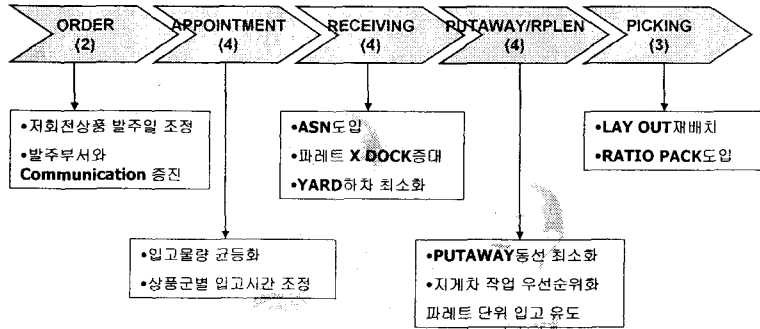 ORDER
(2)
APPOINTMENT
(4)
RECEIVING
(4)
PUTAWAY/RPLEN
(4)
PICKING
(3)
•저회전상품 발주일 조정
•발주부서와
Communication 증진
•ASN도입
•파레트 X DOCK증대
•YARD하차 최소화
•LAY OUT재배치
•RATIO PACK도입
•입고물량 균등화
•상품군별 입고시간 조정
•PUTAWAY동선 최소화
•지게차 작업 우선순위화
파레트 단위 입고 유도